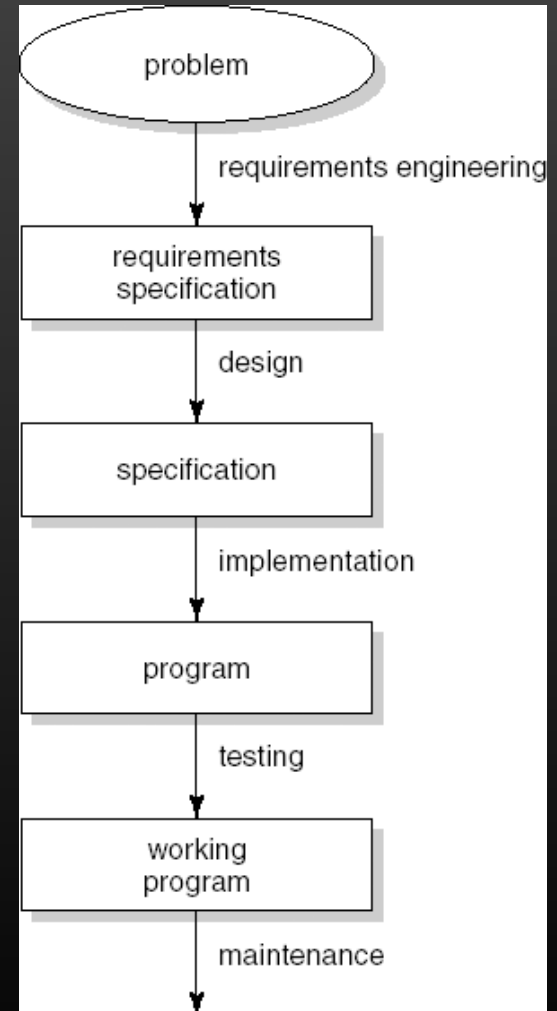 problem
requirements engineering
requirements
specification
design
specification
implementation
program
testing
working
program
maintenance